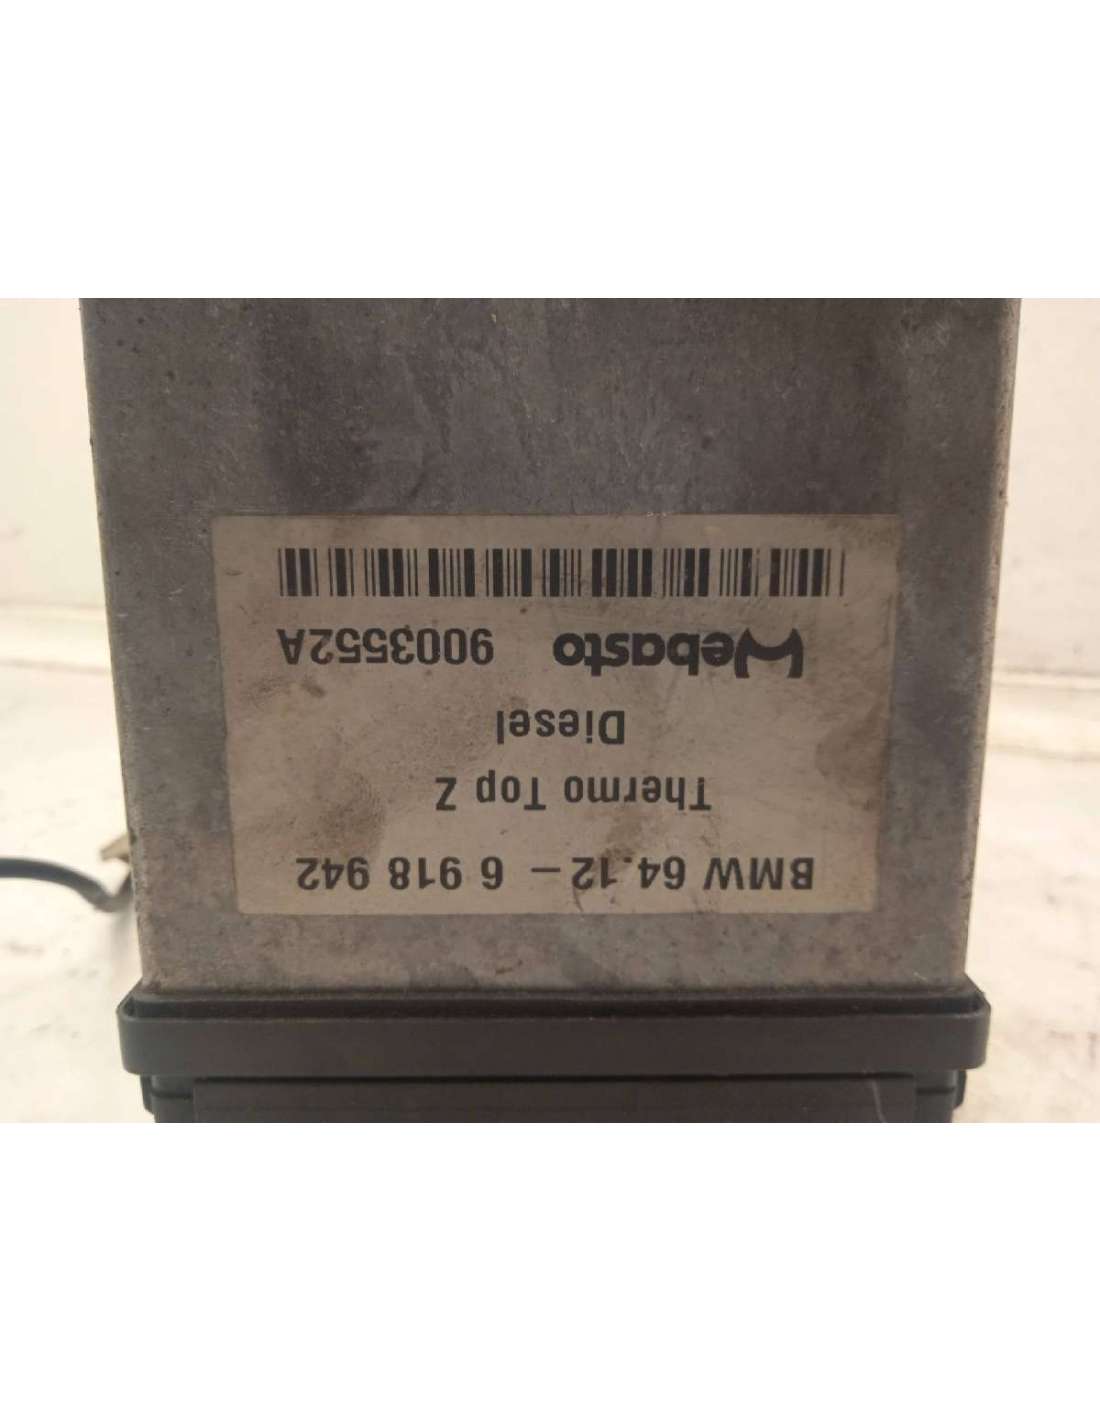 BMW 64.12 – 6 918 942
Thermo Top Z
Diesel
Webasto 9003552A